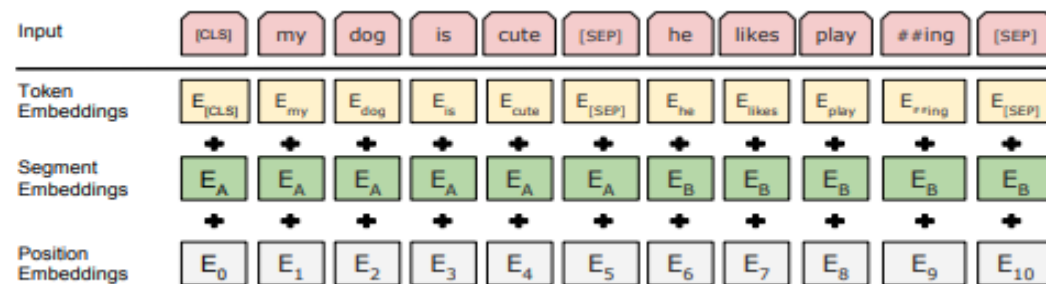 Input [CLS] my dog is cute [SEP] he likes play ##ing [SEP]
Token
Embeddings E[CLS] Emy Edog Eis Ecute E[SEP] Ehe Elikes Eplay E##ing E[SEP]
+ + + + + + + + + + +
Segment
Embeddings EA EA EA EA EA EA EB EB EB EB EB
+ + + + + + + + + + +
Position
Embeddings E0 E1 E2 E3 E4 E5 E6 E7 E8 E9 E10